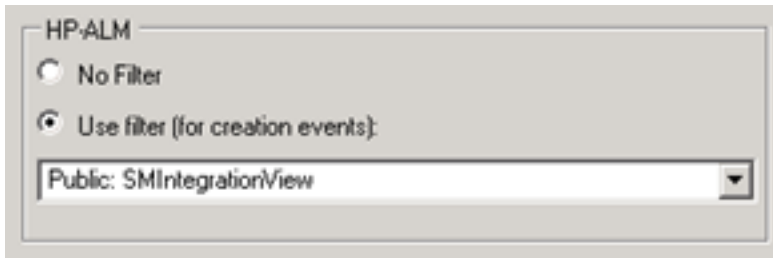 HP-ALM
No Filter
Use filter (for creation events):
Public: SMIntegrationView